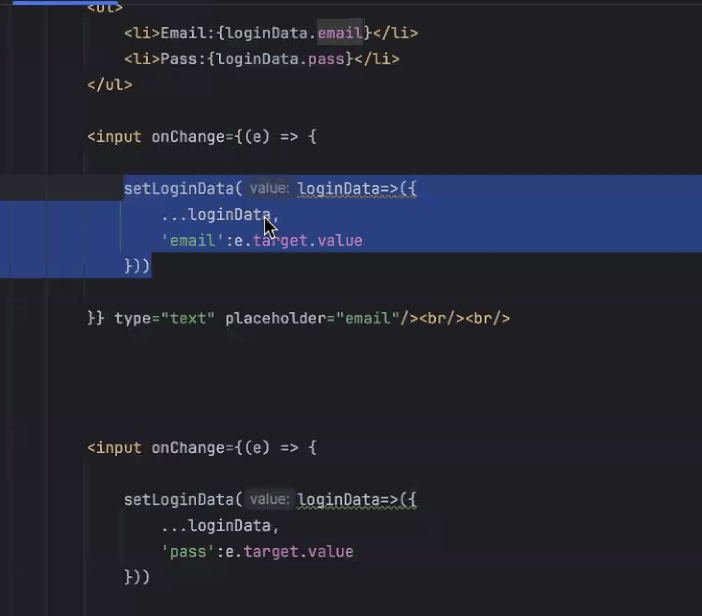 <ul>
<li>Email:{loginData.email}</li>
<li>Pass:{loginData.pass}</li>
</ul>
<input onChange={(e) => {
setLoginData( value: loginData=>({
...loginData,
'email':e.target.value
}))
}} type="text" placeholder="email"/><br/><br/>
<input onChange={(e) => {
setLoginData( value: loginData=>({
...loginData,
'pass':e.target.value
}))